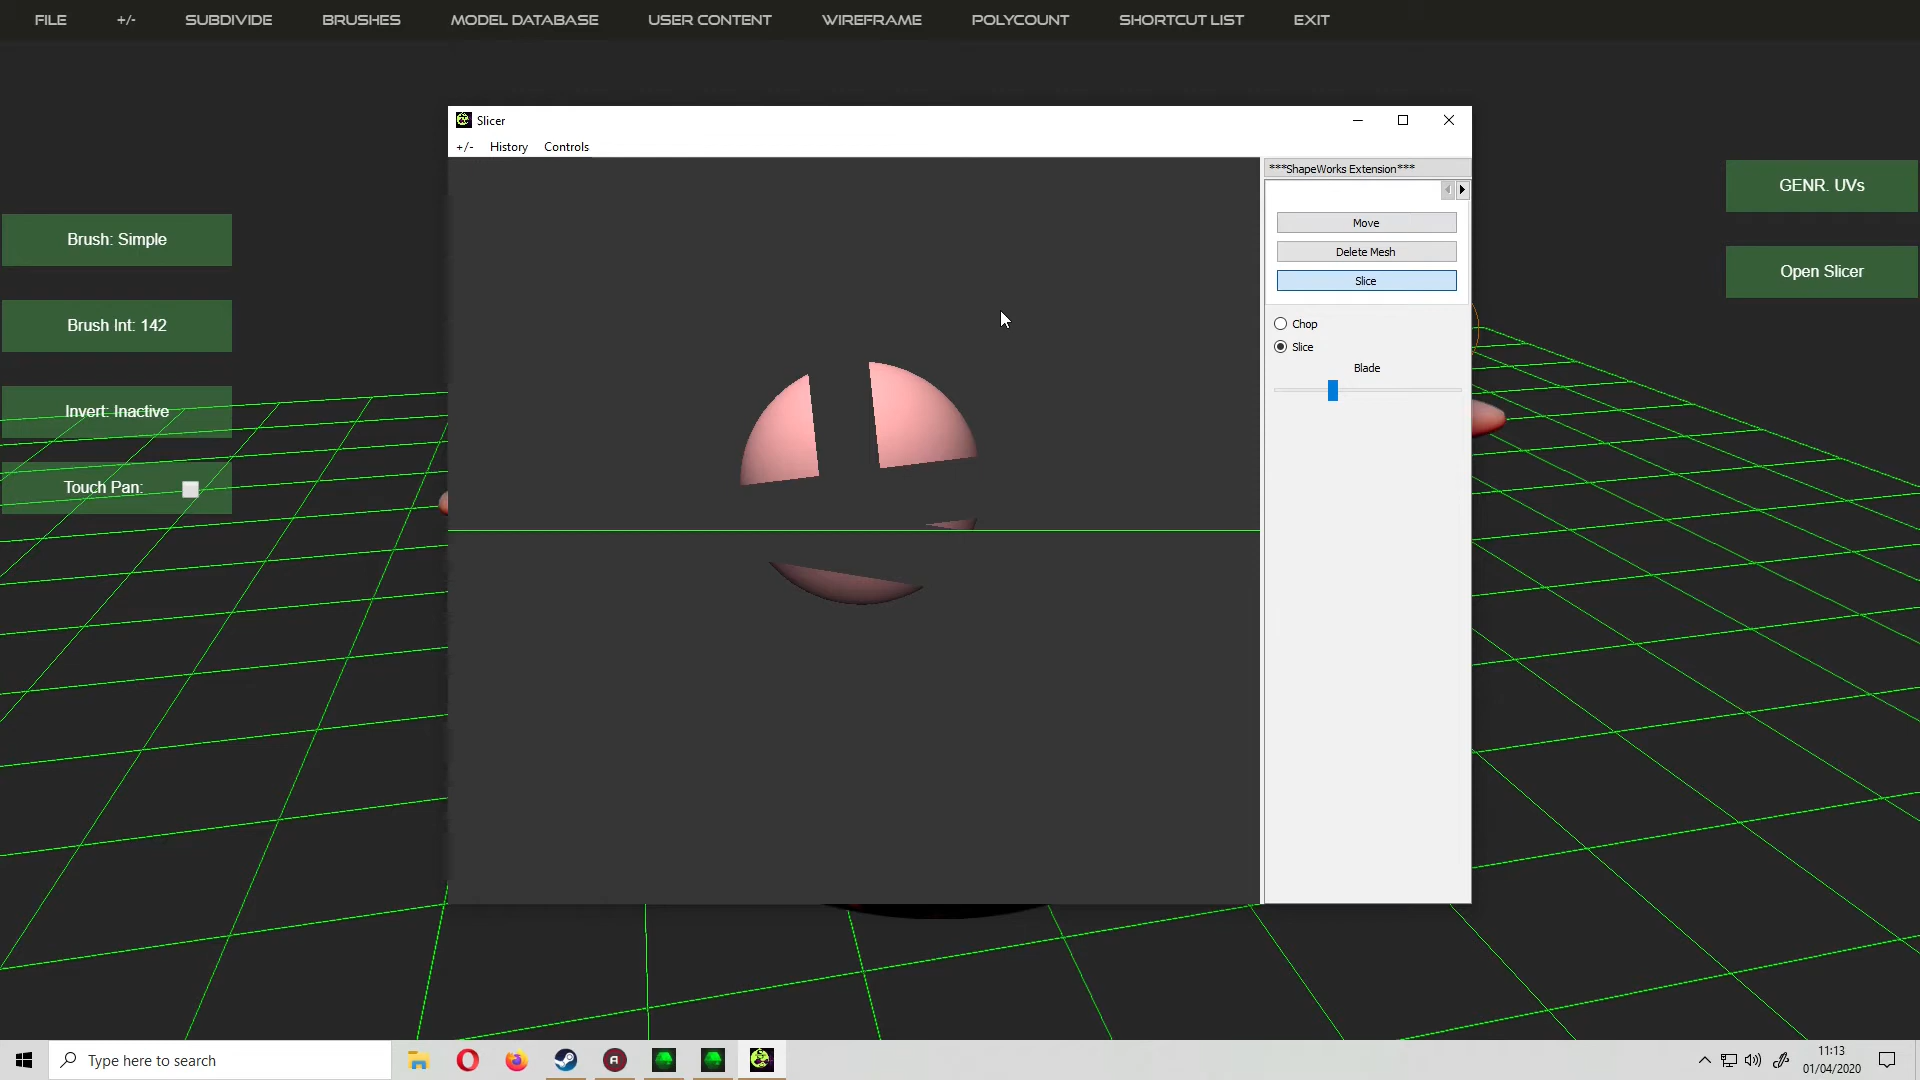 FILE +/- SUBDIVIDE BRUSHES MODEL DATABASE USER CONTENT WIREFRAME POLYCOUNT SHORTCUT LIST EXIT
Slicer
+/- History Controls
***ShapeWorks Extension***
Move
Delete Mesh
Slice
Chop
Slice
Blade
Brush: Simple
Brush Int: 142
Invert: Inactive
Touch Pan:
GENR. UVs
Open Slicer
Type here to search
11:13
01/04/2020